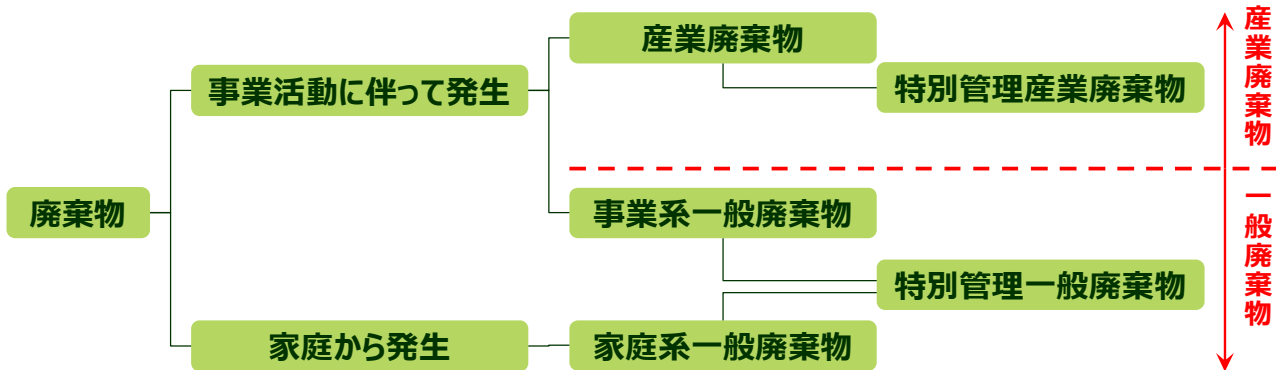 産業廃棄物
事業活動に伴って発生
特別管理産業廃棄物
産業廃棄物
廃棄物
事業系一般廃棄物
特別管理一般廃棄物
一般廃棄物
家庭から発生
家庭系一般廃棄物